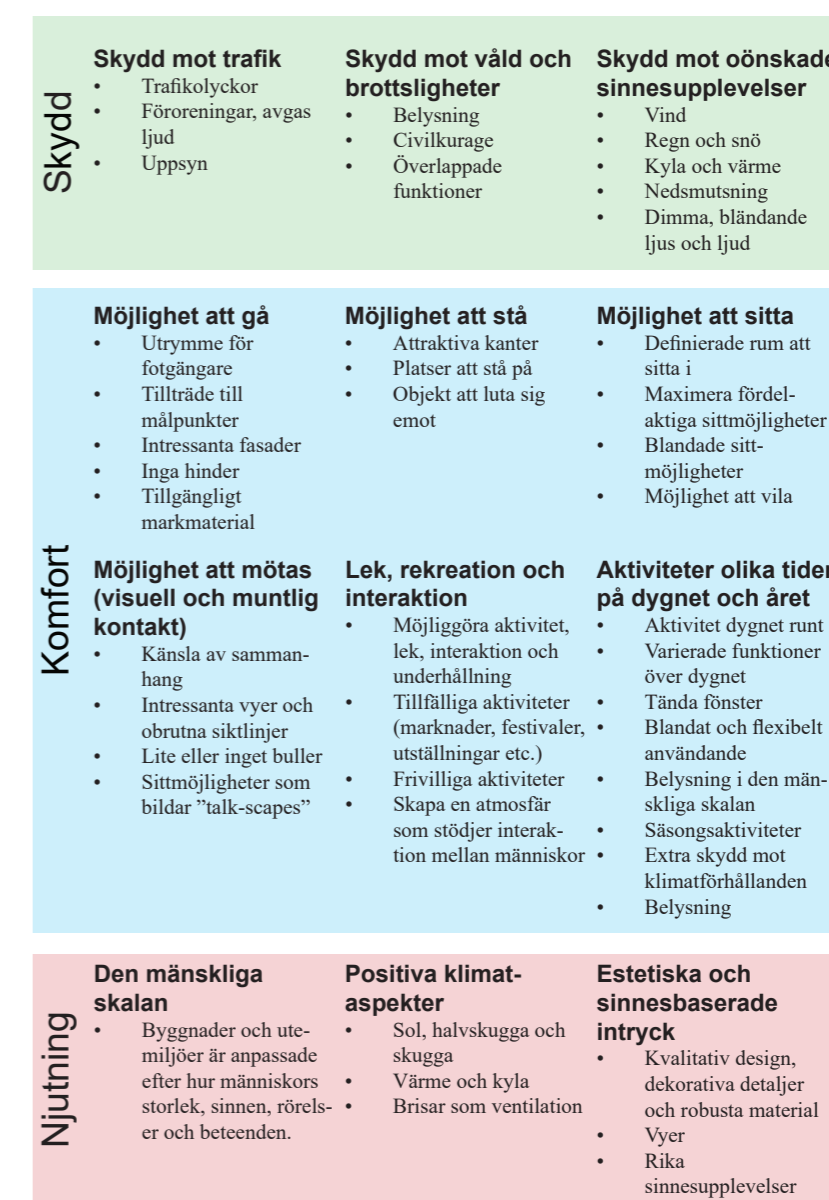 Skydd
Skydd mot trafik
• Trafikolyckor
• Föroreningar, avgas
ljud
• Uppsyn
Skydd mot våld och
brottsligheter
• Belysning
• Civilkurage
• Överlappade
funktioner
Skydd mot oönskade
sinnesupplevelser
• Vind
• Regn och snö
• Kyla och värme
• Nedsmutsning
• Dimma, bländande
ljus och ljud
Komfort
Möjlighet att gå
• Utrymme för
fotgängare
• Tillträde till
målpunkter
• Intressanta fasader
• Inga hinder
• Tillgängligt
markmaterial
Möjlighet att stå
• Attraktiva kanter
• Platser att stå på
• Objekt att luta sig
emot
Möjlighet att sitta
• Definierade rum att
sitta i
• Maximera fördel-
aktiga sittmöjligheter
• Blandade sitt-
möjligheter
• Möjlighet att vila
Möjlighet att mötas
(visuell och muntlig
kontakt)
• Känsla av samman-
hang
• Intressanta vyer och
obrutna siktlinjer
• Lite eller inget buller
• Sittmöjligheter som
bildar ”talk-scapes”
Lek, rekreation och
interaktion
• Möjliggöra aktivitet,
lek, interaktion och
underhållning
• Tillfälliga aktiviteter
(marknader, festivaler,
utställningar etc.)
• Frivilliga aktiviteter
• Skapa en atmosfär
som stödjer interak-
tion mellan människor
Aktiviteter olika tider
på dygnet och året
• Aktivitet dygnet runt
• Varierade funktioner
över dygnet
• Tända fönster
• Blandat och flexibelt
användande
• Belysning i den män-
skliga skalan
• Säsongsaktiviteter
• Extra skydd mot
klimatförhållanden
• Belysning
Njutning
Den mänskliga
skalan
• Byggnader och ute-
miljöer är anpassade
efter hur människors
storlek, sinnen, rörels-
er och beteenden.
Positiva klimat-
aspekter
• Sol, halvskugga och
skugga
• Värme och kyla
• Brisar som ventilation
Estetiska och
sinnesbaserade
intryck
• Kvalitativ design,
dekorativa detaljer
och robusta material
• Vyer
• Rika
sinnesupplevelser